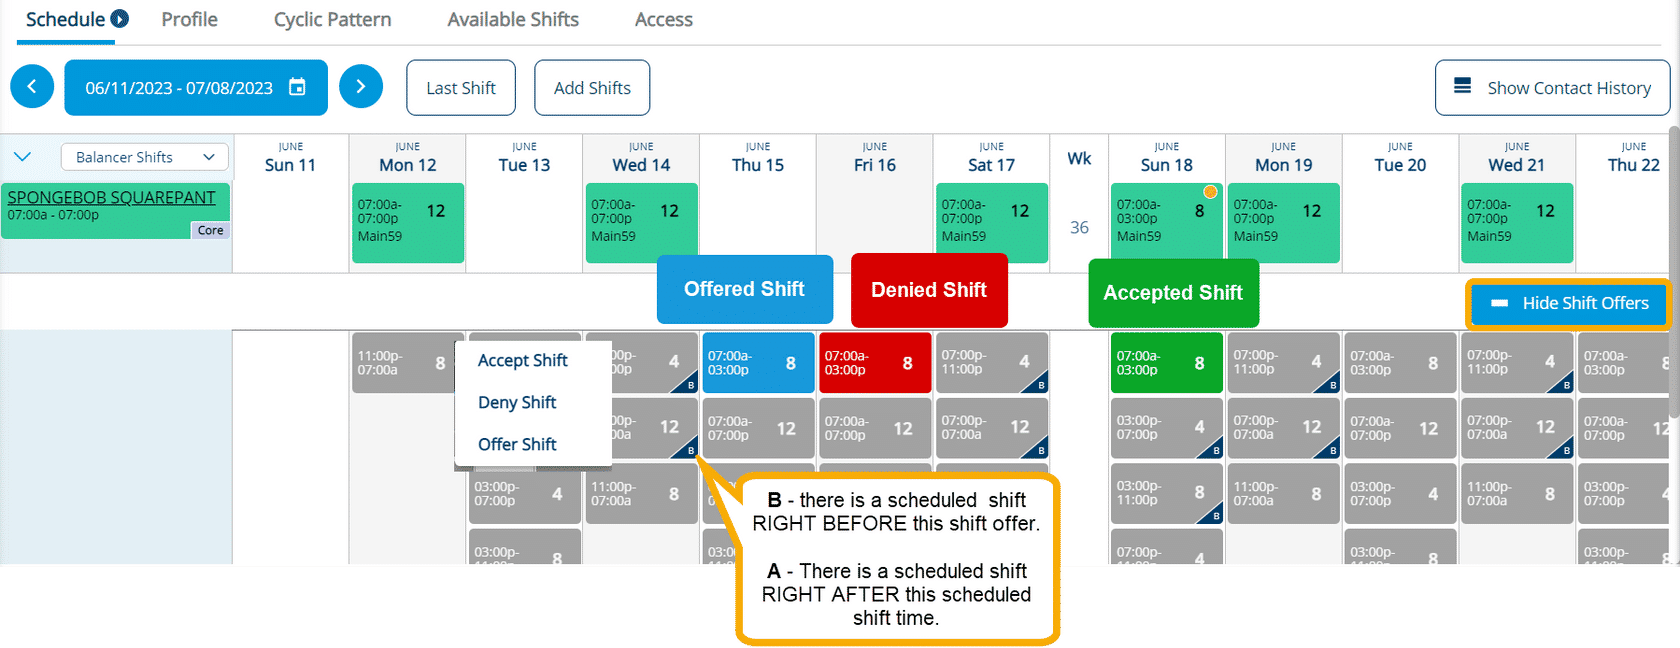 Schedule
Profile
Cyclic Pattern
Available Shifts
Access
06/11/2023 - 07/08/2023
Last Shift
Add Shifts
Show Contact History
Balancer Shifts
JUNE
Sun 11
JUNE
Mon 12
JUNE
Tue 13
JUNE
Wed 14
JUNE
Thu 15
JUNE
Fri 16
JUNE
Sat 17
Wk
JUNE
Sun 18
JUNE
Mon 19
JUNE
Tue 20
JUNE
Wed 21
JUNE
Thu 22
SPONGEBOB SQUAREPANT
07:00a - 07:00p
Core
07:00a-
07:00p
12
Main59
07:00a-
07:00p
12
Main59
07:00a-
07:00p
12
Main59
36
07:00a-
03:00p
8
Main59
07:00a-
07:00p
12
Main59
07:00a-
07:00p
12
Main59
Offered Shift
Denied Shift
Accepted Shift
Hide Shift Offers
11:00p-
07:00a
8
Accept Shift
Deny Shift
Offer Shift
00p-
00p
4
B
07:00a-
03:00p
8
07:00a-
03:00p
8
07:00p-
11:00p
4
B
07:00a-
03:00p
8
07:00p-
11:00p
4
B
07:00a-
03:00p
8
07:00p-
11:00p
4
B
07:00a-
03:00p
8
00p-
00a
12
B
07:00a-
07:00p
12
07:00a-
07:00p
12
07:00p-
07:00a
12
B
03:00p-
07:00p
4
B
07:00p-
07:00a
12
B
07:00a-
07:00p
12
07:00p-
07:00a
12
B
07:00a-
07:00p
12
03:00p-
07:00p
4
11:00p-
07:00a
8
03:00p-
11:00p
8
B
11:00p-
07:00a
8
03:00p-
07:00p
4
11:00p-
07:00a
8
03:00p-
07:00p
4
03:00p-
11:00p
8
03:0
07:00p-
11:00p
4
03:00p-
11:00p
8
03:00p-
11:00p
8
B - there is a scheduled shift
RIGHT BEFORE this shift offer.
A - There is a scheduled shift
RIGHT AFTER this scheduled
shift time.